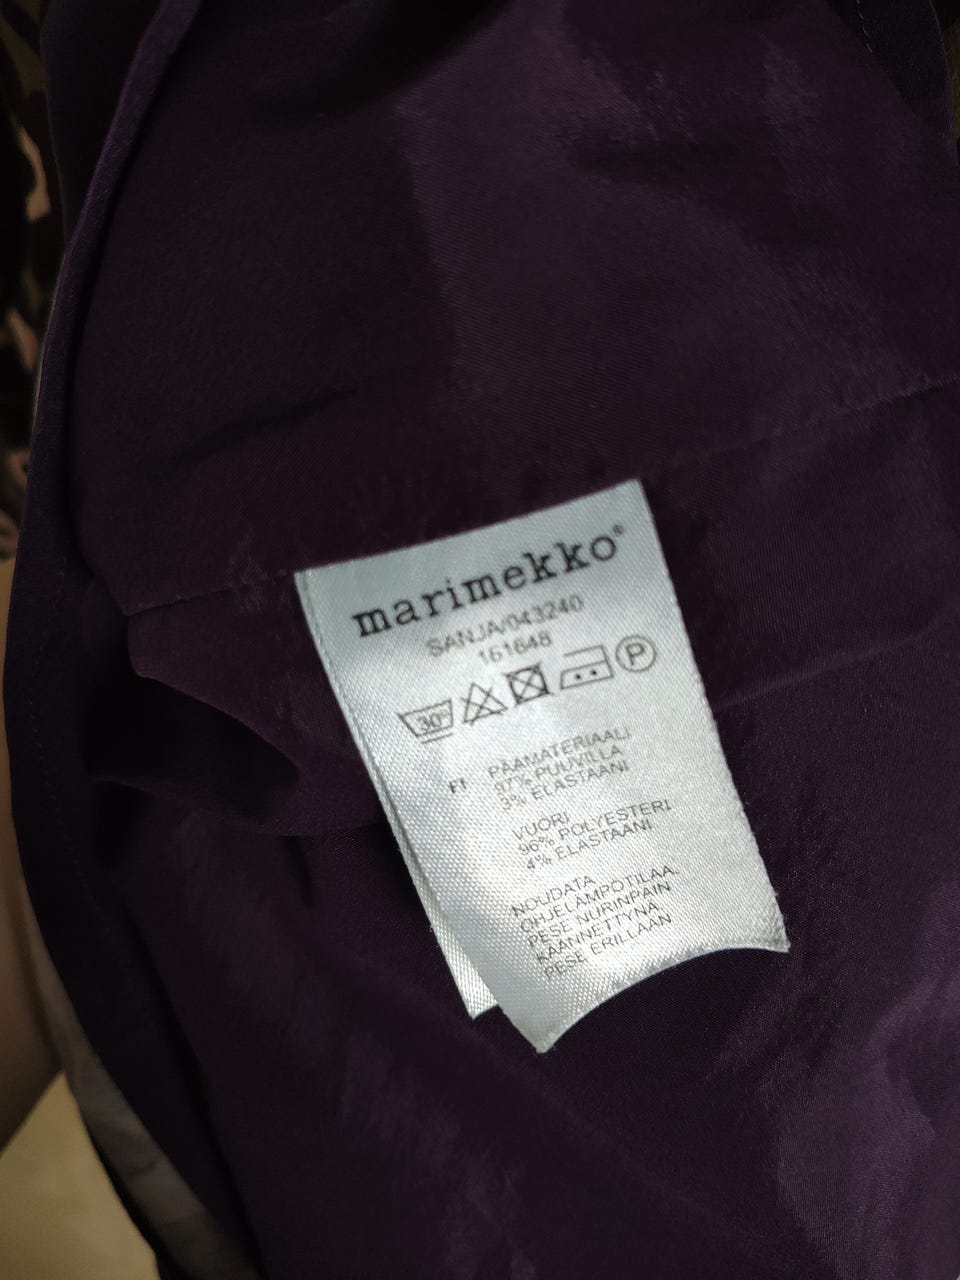 marimekko®
SANJA/043240
161648
30°
P
FI PÄÄMATERIAALI
97% PUUVILLA
3% ELASTAANI
VUORI
96% POLYESTERI
4% ELASTAANI
NOUDATA
OHJELÄMPÖTILAA.
PESE NURINPÄIN
KÄÄNNETTYNÄ
PESE ERILLÄÄN